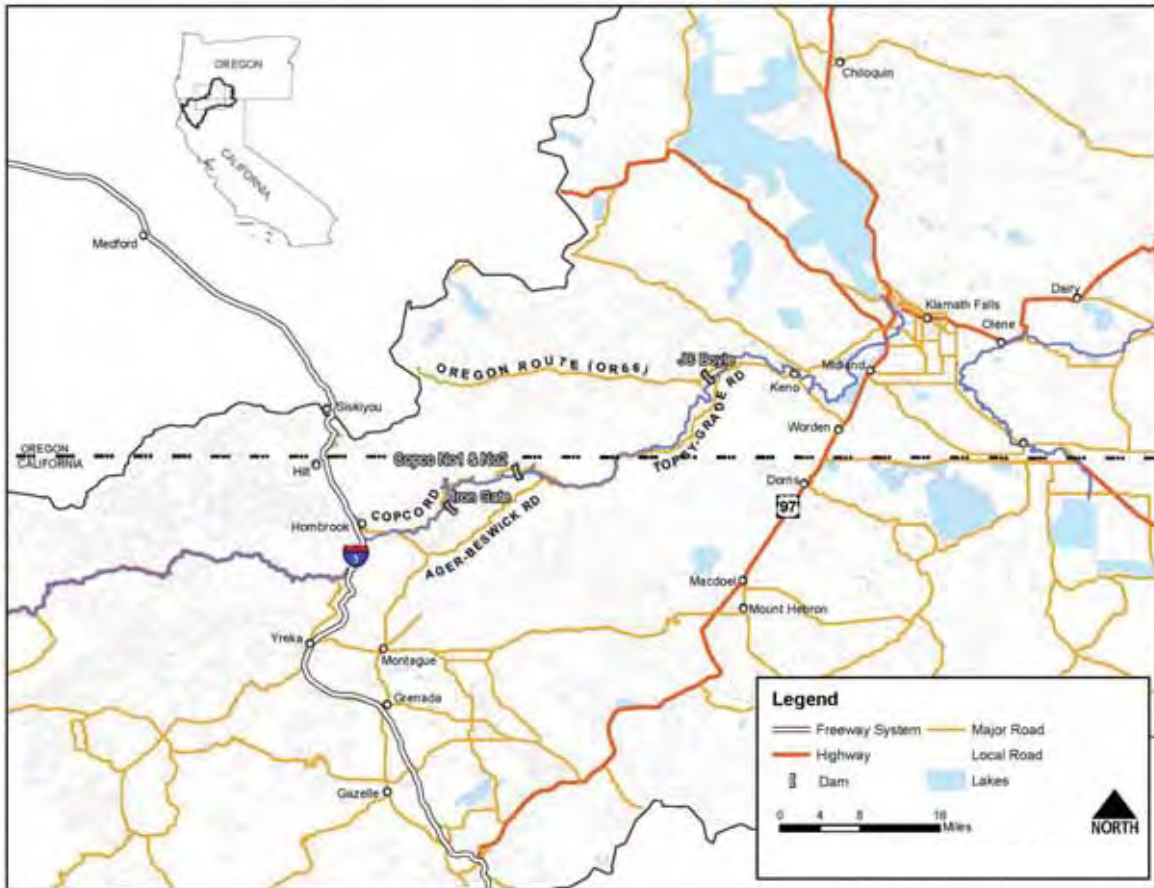 OREGON
CALIFORNIA
Chiloquin
Medford
Klamath Falls
Dairy
Olene
OREGON ROUTE (OR66)
JC Boyle
Keno
Midland
TOPSY-GRADE RD
Siskiyou
Worden
OREGON
CALIFORNIA
Hilt
Copco No1 & No2
Dorris
COPCO RD
Iron Gate
97
Hornbrook
AGER-BESWICK RD
5
Macdoel
Mount Hebron
Yreka
Montague
Grenada
Gazelle
Legend
Freeway System
Major Road
Highway
Local Road
Dam
Lakes
0 4 8 16
Miles
NORTH